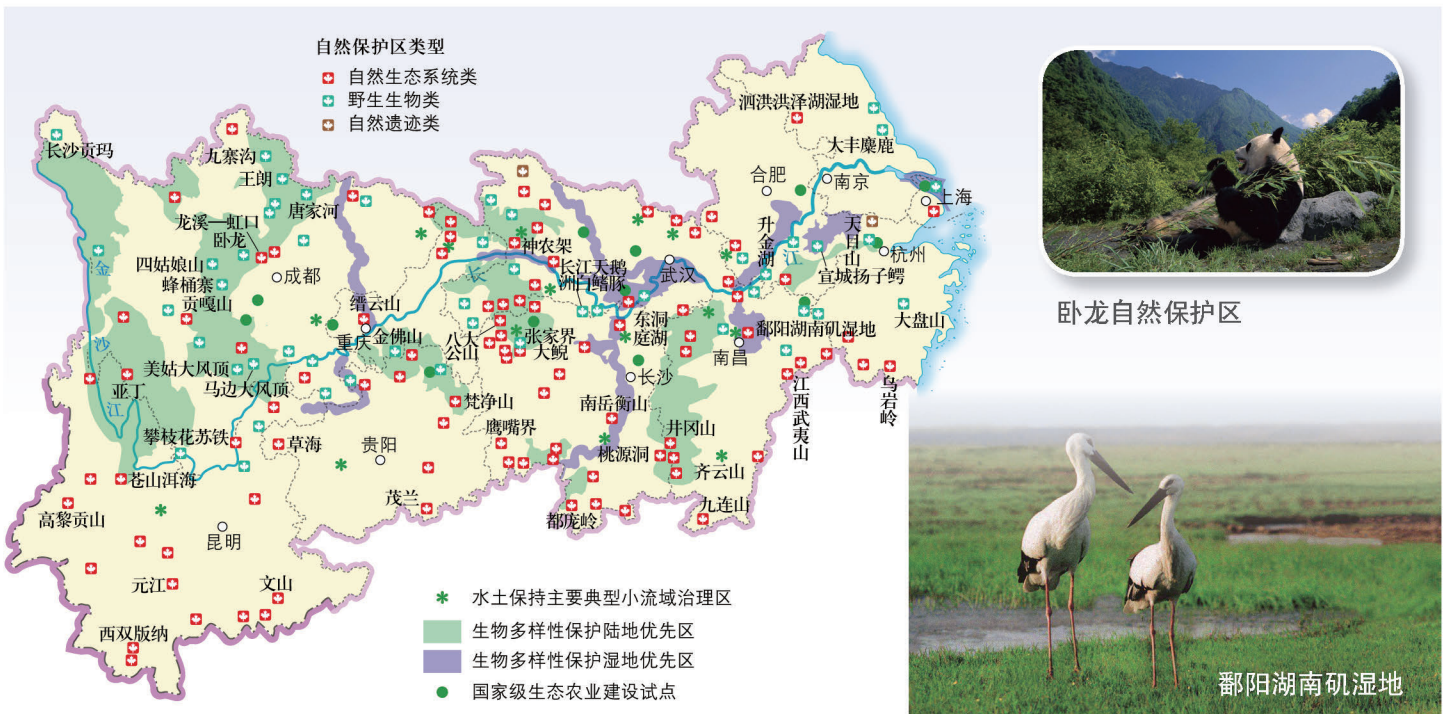 自然保护区类型
自然生态系统类
野生生物类
自然遗迹类
长沙贡玛
九寨沟
王朗
唐家河
龙溪—虹口
卧龙
四姑娘山
成都
蜂桶寨
贡嘎山
金
沙
江
美姑大风顶
马边大风顶
亚丁
攀枝花苏铁
苍山洱海
高黎贡山
草海
昆明
元江
文山
西双版纳
缙云山
重庆
金佛山
贵阳
梵净山
茂兰
神农架
长
长江天鹅
洲白鳍豚
武汉
八大
公山
张家界
大鲵
东洞
庭湖
长沙
南岳衡山
鹰嘴界
桃源洞
都庞岭
井冈山
齐云山
九连山
南昌
鄱阳湖南矶湿地
江西武夷山
乌岩岭
大盘山
泗洪洪泽湖湿地
大丰麋鹿
合肥
南京
上海
升金湖
江
天目山
杭州
宣城扬子鳄
水土保持主要典型小流域治理区
生物多样性保护陆地优先区
生物多样性保护湿地优先区
国家级生态农业建设试点
卧龙自然保护区
鄱阳湖南矶湿地